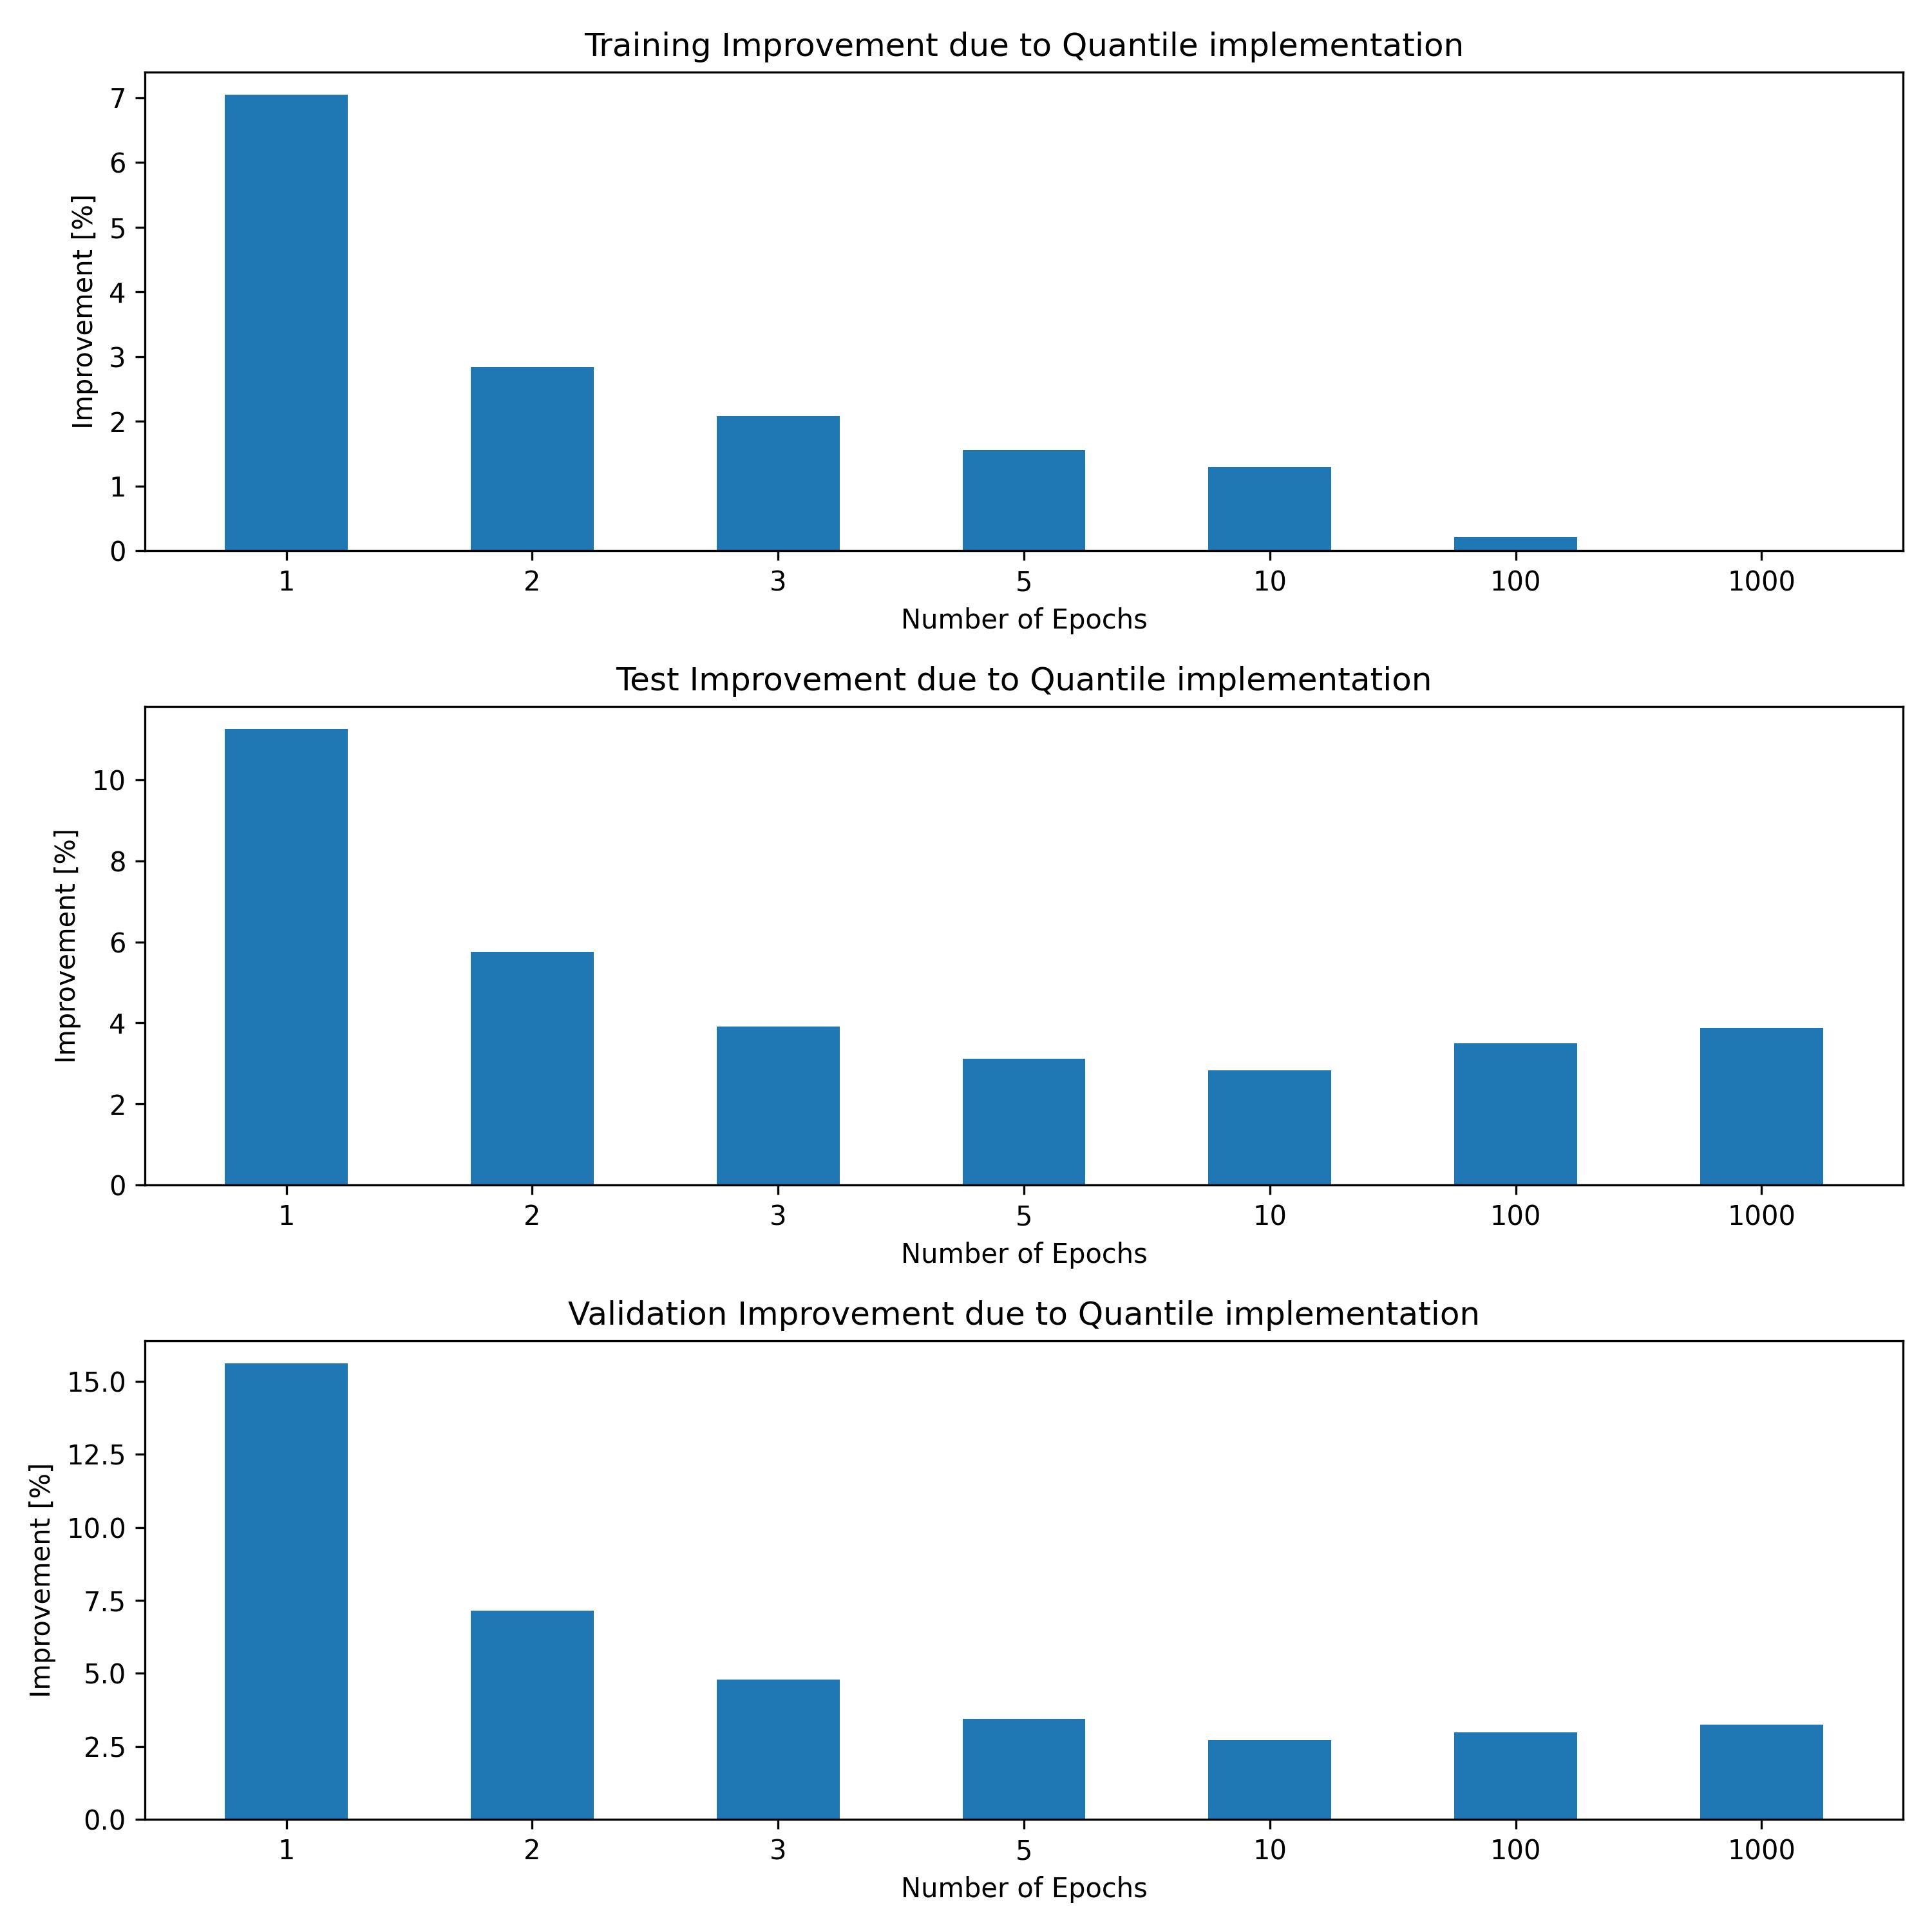 Training Improvement due to Quantile implementation
Improvement [%]
7
6
5
4
3
2
1
0
1 2 3 5 10 100 1000
Number of Epochs
Test Improvement due to Quantile implementation
Improvement [%]
10
8
6
4
2
0
1 2 3 5 10 100 1000
Number of Epochs
Validation Improvement due to Quantile implementation
Improvement [%]
15.0
12.5
10.0
7.5
5.0
2.5
0.0
1 2 3 5 10 100 1000
Number of Epochs